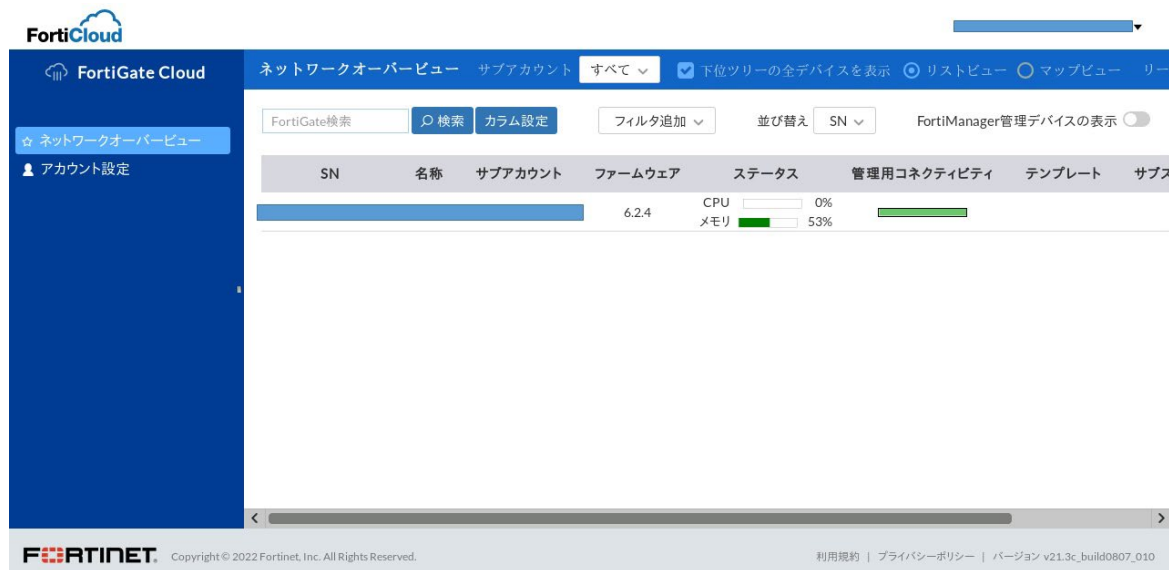 FortiCloud
FortiGate Cloud
ネットワークオーバービュー サブアカウント すべて 下位ツリーの全デバイスを表示 リストビュー マップビュー リー
ネットワークオーバービュー
アカウント設定
FortiGate検索 検索 カラム設定 フィルタ追加 並び替え SN FortiManager管理デバイスの表示
SN 名称 サブアカウント ファームウェア ステータス 管理用コネクティビティ テンプレート サブス
6.2.4 CPU 0%
メモリ 53%
FORTINET Copyright © 2022 Fortinet, Inc. All Rights Reserved. 利用規約 | プライバシーポリシー | バージョン v21.3c_build0807_010